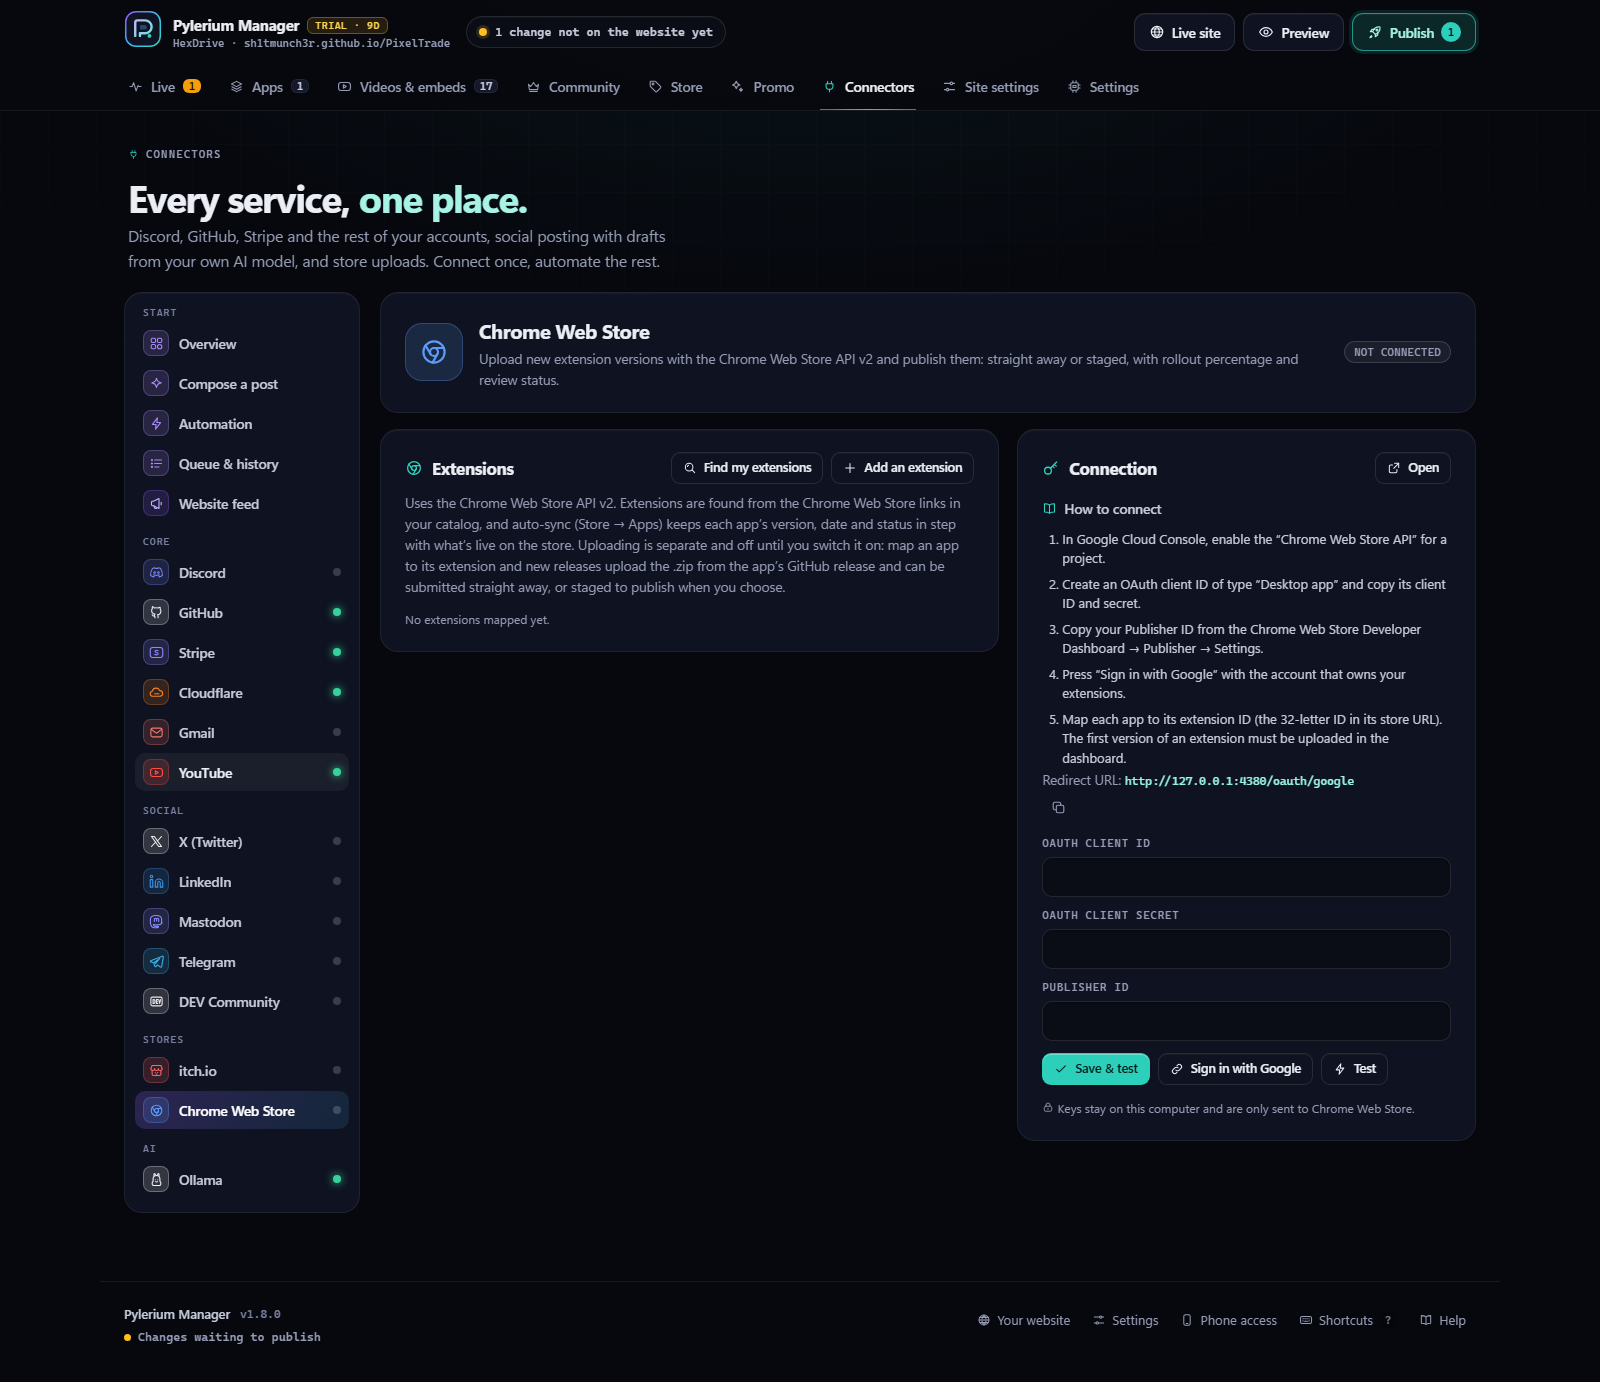 Pylerium Manager TRIAL · 9D
HexDrive · sh1tmunch3r.github.io/PixelTrade
1 change not on the website yet
Live site
Preview
Publish 1
Live 1
Apps 1
Videos & embeds 17
Community
Store
Promo
Connectors
Site settings
Settings
CONNECTORS
Every service, one place.
Discord, GitHub, Stripe and the rest of your accounts, social posting with drafts
from your own AI model, and store uploads. Connect once, automate the rest.
START
Overview
Compose a post
Automation
Queue & history
Website feed
CORE
Discord
GitHub
Stripe
Cloudflare
Gmail
YouTube
SOCIAL
X (Twitter)
LinkedIn
Mastodon
Telegram
DEV Community
STORES
itch.io
Chrome Web Store
AI
Ollama
Chrome Web Store
Upload new extension versions with the Chrome Web Store API v2 and publish them: straight away or staged, with rollout percentage and
review status.
NOT CONNECTED
Extensions
Find my extensions
Add an extension
Uses the Chrome Web Store API v2. Extensions are found from the Chrome Web Store links in
your catalog, and auto-sync (Store → Apps) keeps each app's version, date and status in step
with what's live on the store. Uploading is separate and off until you switch it on: map an app
to its extension and new releases upload the .zip from the app's GitHub release and can be
submitted straight away, or staged to publish when you choose.
No extensions mapped yet.
Connection
Open
How to connect
1. In Google Cloud Console, enable the “Chrome Web Store API” for a
project.
2. Create an OAuth client ID of type “Desktop app” and copy its client
ID and secret.
3. Copy your Publisher ID from the Chrome Web Store Developer
Dashboard → Publisher → Settings.
4. Press “Sign in with Google” with the account that owns your
extensions.
5. Map each app to its extension ID (the 32-letter ID in its store URL).
The first version of an extension must be uploaded in the
dashboard.
Redirect URL: http://127.0.0.1:4380/oauth/google
OAUTH CLIENT ID
OAUTH CLIENT SECRET
PUBLISHER ID
Save & test
Sign in with Google
Test
Keys stay on this computer and are only sent to Chrome Web Store.
Pylerium Manager v1.8.0
Changes waiting to publish
Your website
Settings
Phone access
Shortcuts ?
Help